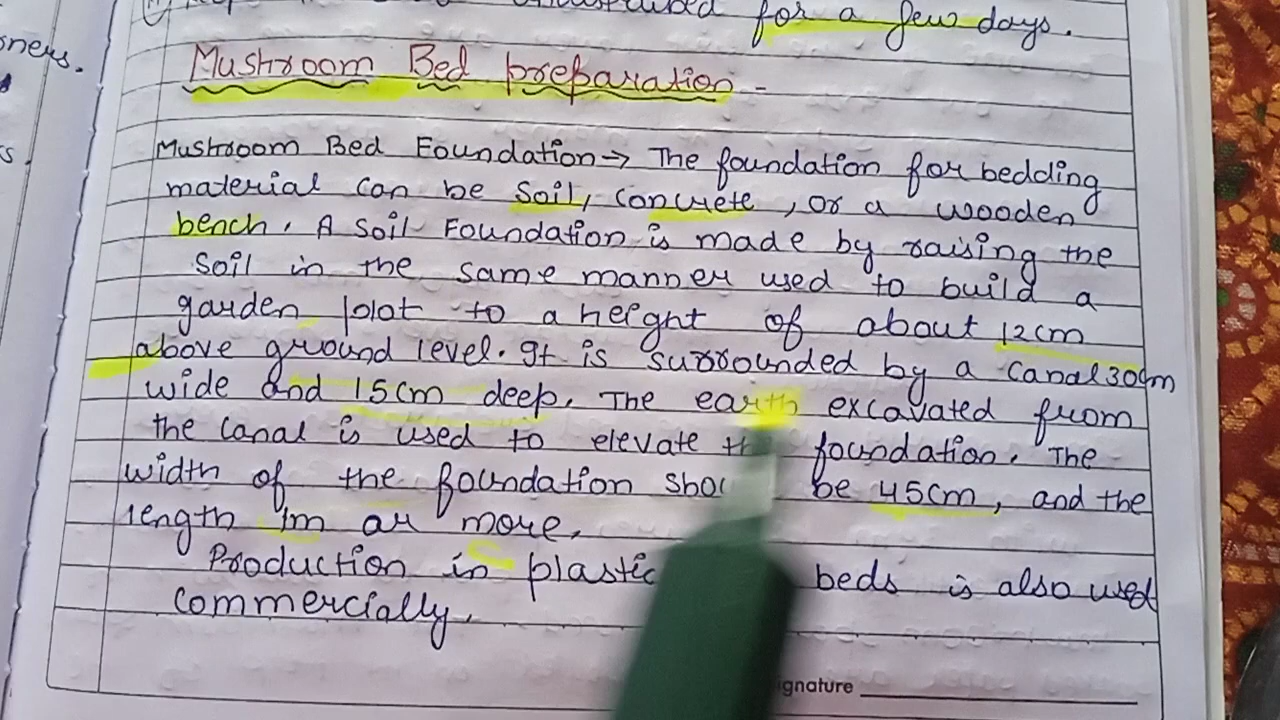 for a few days.
sners.
s.
Mushroom Bed preparation -
Mushroom Bed Foundation → The foundation for bedding
material can be Soil, Concrete, or a wooden
bench. A Soil Foundation is made by raising the
Soil in the same manner used to build a
garden plot to a height of about 12cm
above ground level. It is surrounded by a Canal 30cm
wide and 15cm deep. The earth excavated from
the Canal is used to elevate th foundation. The
width of the foundation shou be 45cm, and the
length 1m ar more.
Production in plastic beds is also used
Commercially.
ignature